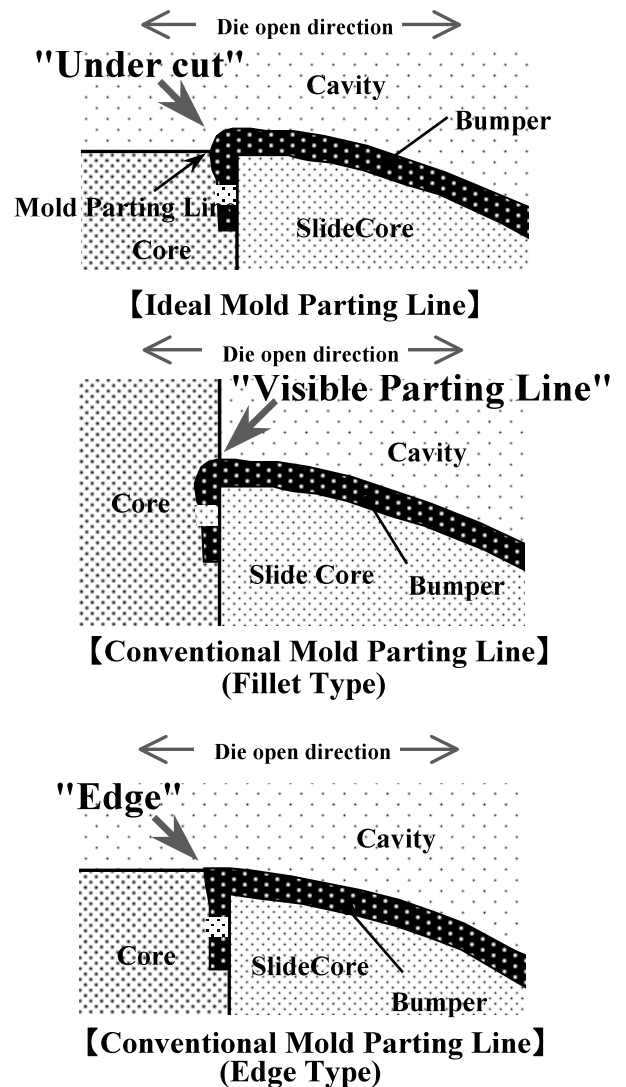 Die open direction
"Under cut"
Cavity
Bumper
Mold Parting Line
SlideCore
Core
【Ideal Mold Parting Line】
Die open direction
"Visible Parting Line"
Cavity
Core
Slide Core
Bumper
【Conventional Mold Parting Line】
(Fillet Type)
Die open direction
"Edge"
Cavity
Core
SlideCore
Bumper
【Conventional Mold Parting Line】
(Edge Type)